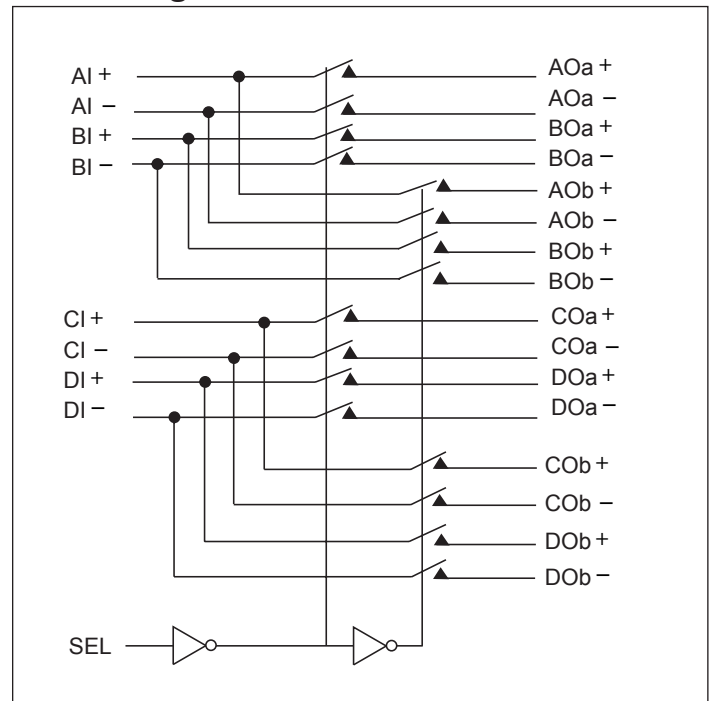 AI + AOa +
AI − AOa −
BI + BOa +
BI − BOa −
AOb +
AOb −
BOb +
BOb −
CI + COa +
CI − COa −
DI + DOa +
DI − DOa −
COb +
COb −
DOb +
DOb −
SEL